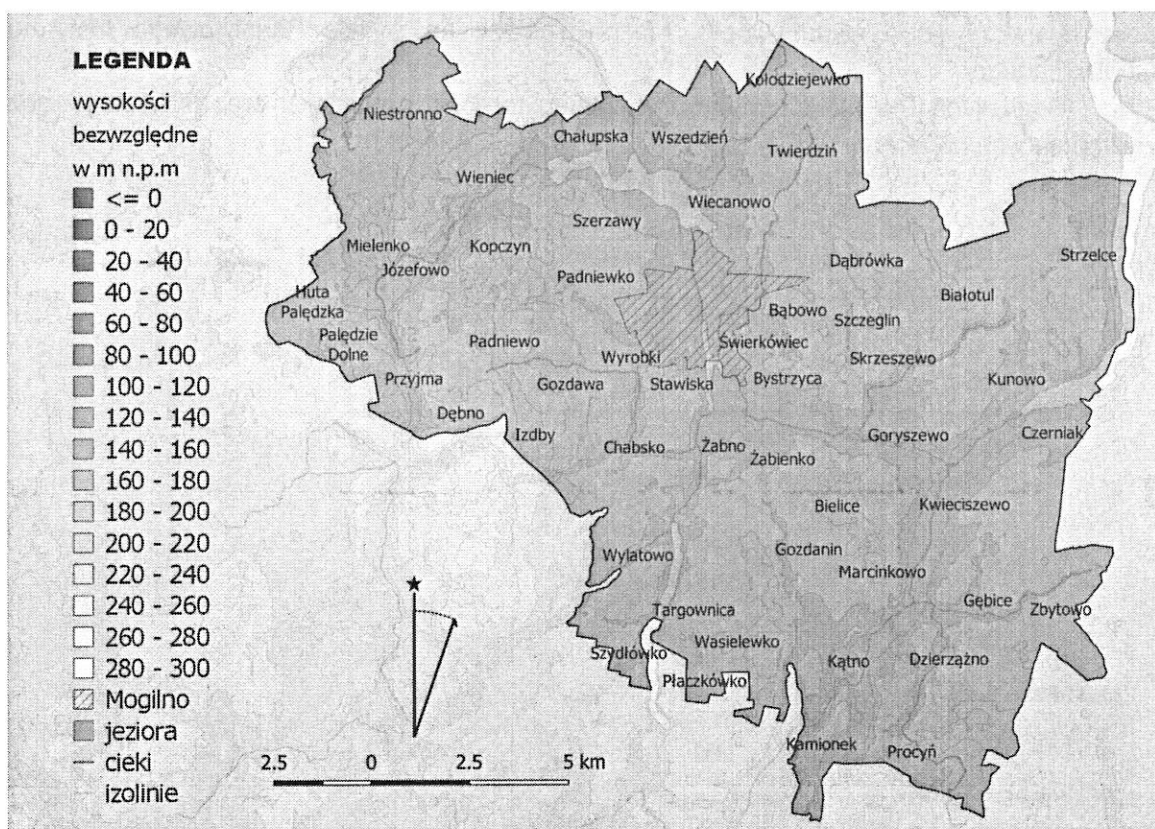 LEGENDA
wysokości
bezwzględne
w m n.p.m
<= 0
0 - 20
20 - 40
40 - 60
60 - 80
80 - 100
100 - 120
120 - 140
140 - 160
160 - 180
180 - 200
200 - 220
220 - 240
240 - 260
260 - 280
280 - 300
Mogilno
jeziora
cieki
izolinie
Kołodziejewko
Niestronno
Chałupska
Wszedzień
Twierdziń
Wieniec
Wiecanowo
Szerzawy
Mielenko
Kopczyn
Józefowo
Dąbrówka
Strzelce
Padniewko
Huta
Palędzka
Białotul
Bąbowo
Szczeglin
Palędzie
Dolne
Padniewo
Wyrobki
Świerkówiec
Skrzeszewo
Przyjma
Gozdawa
Stawiska
Bystrzyca
Kunowo
Dębno
Izdby
Chabsko
Żabno
Żabienko
Goryszewo
Czerniak
Bielice
Kwieciszewo
Wylatowo
Gozdanin
Marcinkowo
Targownica
Gębice
Zbytowo
Wasielewko
Szydłówko
Kątno
Dzierzążno
Płaczkówko
Kamionek
Procyń
2.5 0 2.5 5 km